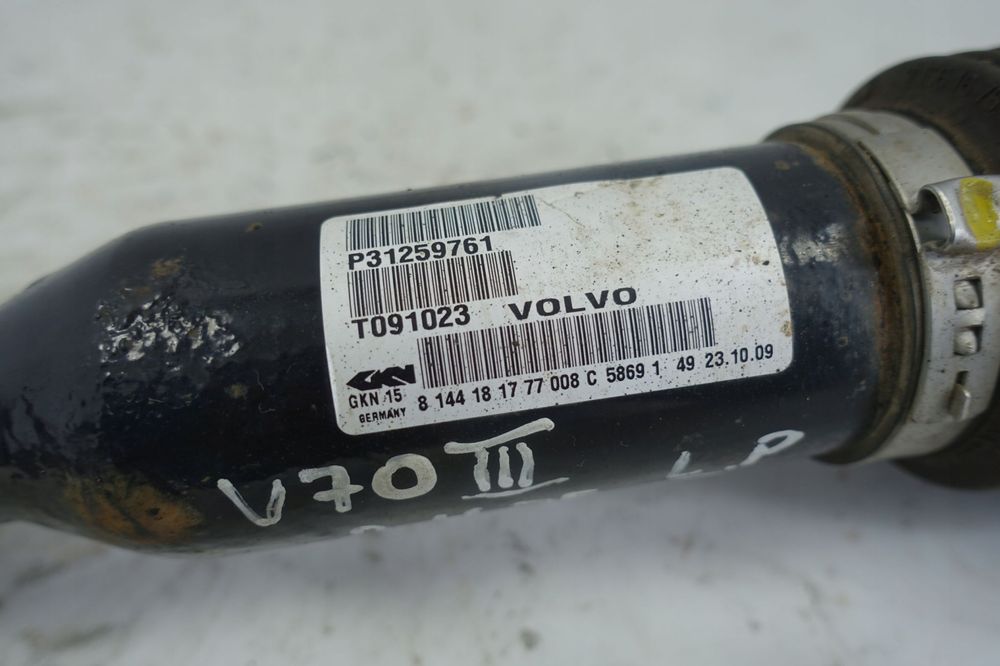 P31259761
T091023 VOLVO
GKN
GKN 15 8 144 18 17 77 008 C 5869 1 49 23.10.09
GERMANY
V70 III
L.P